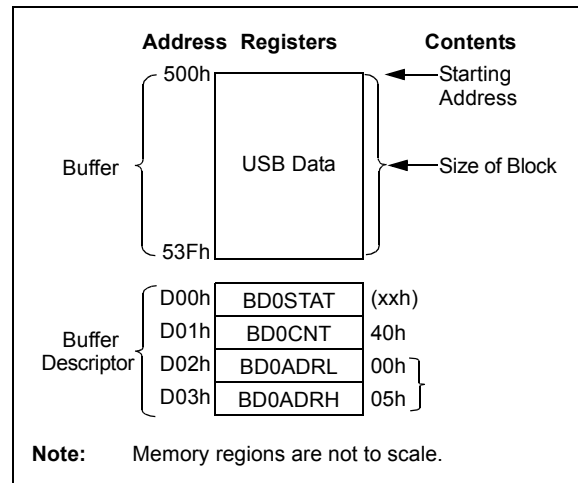 Address Registers Contents
500h Starting
Address
Buffer USB Data Size of Block
53Fh
D00h BD0STAT (xxh)
Buffer
Descriptor
D01h BD0CNT 40h
D02h BD0ADRL 00h
D03h BD0ADRH 05h
Note: Memory regions are not to scale.